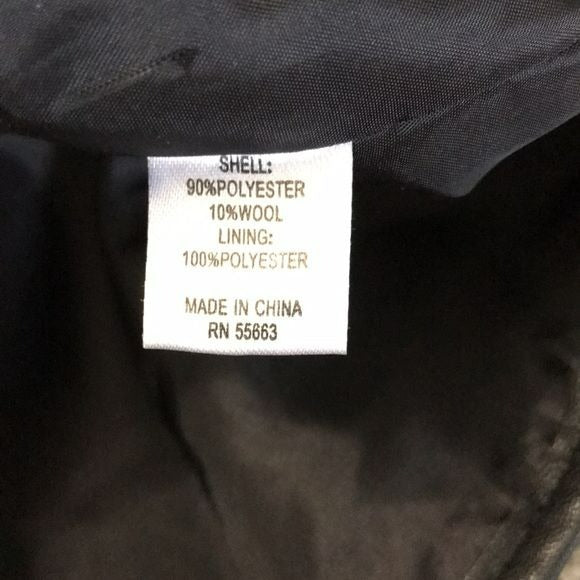 SHELL:
90%POLYESTER
10%WOOL
LINING:
100%POLYESTER
MADE IN CHINA
RN 55663